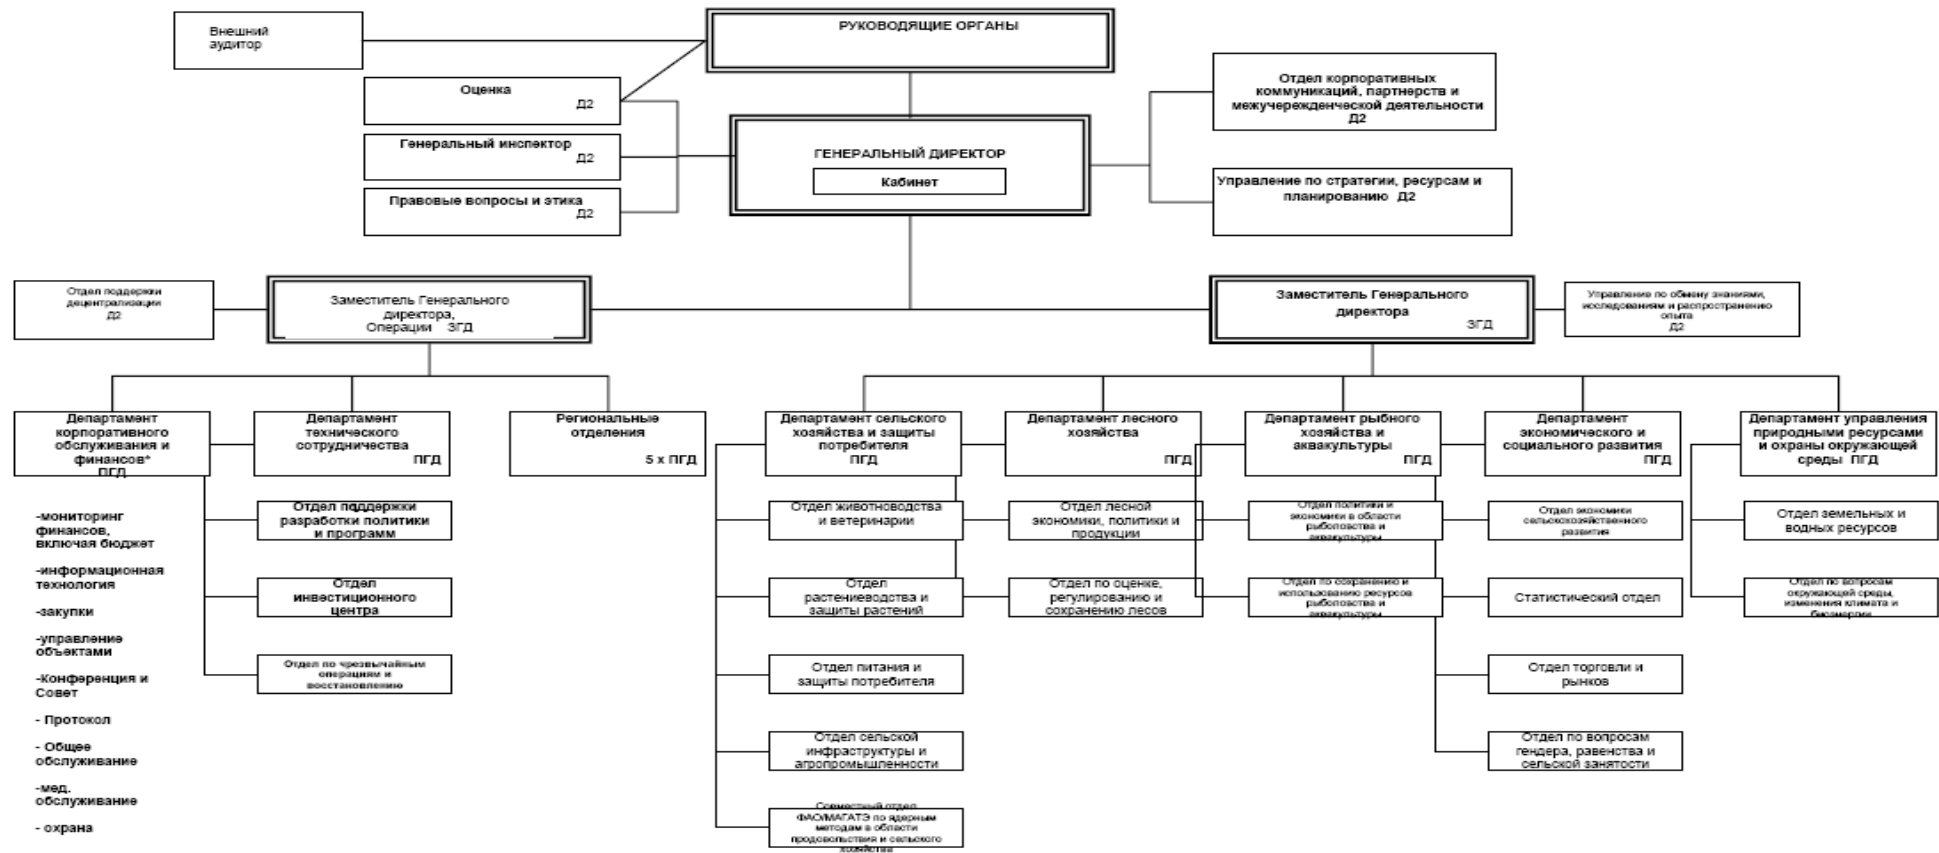 РУКОВОДЯЩИЕ ОРГАНЫ
Внешний
аудитор
Оценка
Д2
Генеральный инспектор
Д2
Правовые вопросы и этика
Д2
ГЕНЕРАЛЬНЫЙ ДИРЕКТОР
Кабинет
Отдел корпоративных
коммуникаций, партнерств и
межучережденческой деятельности
Д2
Управление по стратегии, ресурсам и
планированию Д2
Отдел поддержки
децентрализации
Д2
Заместитель Генерального
директора,
Операции ЗГД
Заместитель Генерального
директора
ЗГД
Управление по обмену знаниями,
исследованиям и распространению
опыта
Д2
Департамент
корпоративного
обслуживания и
финансов*
ПГД
Департамент
технического
сотрудничества
ПГД
Региональные
отделения
5 x ПГД
Департамент сельского
хозяйства и защиты
потребителя
ПГД
Департамент лесного
хозяйства
ПГД
Департамент рыбного
хозяйства и
аквакультуры
ПГД
Департамент
экономического и
социального развития
ПГД
Департамент управления
природными ресурсами
и охраны окружающей
среды ПГД
-мониторинг
финансов,
включая бюджет
-информационная
технология
-закупки
-управление
объектами
-Конференция и
Совет
- Протокол
- Общее
обслуживание
-мед.
обслуживание
- охрана
Отдел поддержки
разработки политики
и программ
Отдел
инвестиционного
центра
Отдел по чрезвычайным
операциям и
восстановлению
Отдел животноводства
и ветеринарии
Отдел
растениеводства и
защиты растений
Отдел питания и
защиты потребителя
Отдел сельской
инфраструктуры и
агропромышленности
Совместный отдел
ФАО/МАГАТЭ по ядерным
методам в области
продовольствия и сельского
хозяйства
Отдел лесной
экономики, политики и
продукции
Отдел по оценке,
регулированию и
сохранению лесов
Отдел политики и
экономики в области
рыболовства и
аквакультуры
Отдел по сохранению и
использованию ресурсов
рыболовства и
аквакультуры
Отдел экономики
сельскохозяйственного
развития
Статистический отдел
Отдел торговли и
рынков
Отдел по вопросам
гендера, равенства и
сельской занятости
Отдел земельных и
водных ресурсов
Отдел по вопросам
окружающей среды,
изменения климата и
биоэнергии